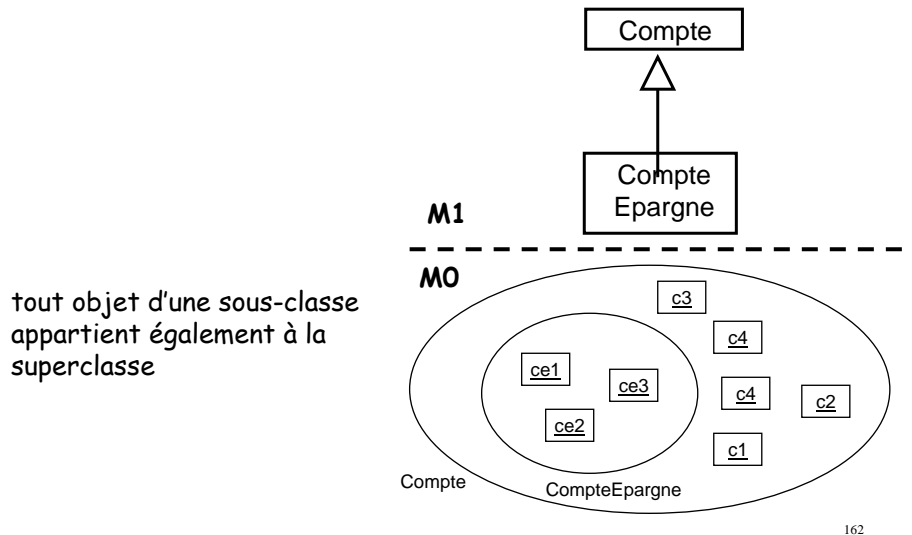 Compte
Compte
Epargne
M1
M0
tout objet d'une sous-classe
appartient également à la
superclasse
c3
c4
ce1
ce3
c4
c2
ce2
c1
Compte
CompteEpargne
162